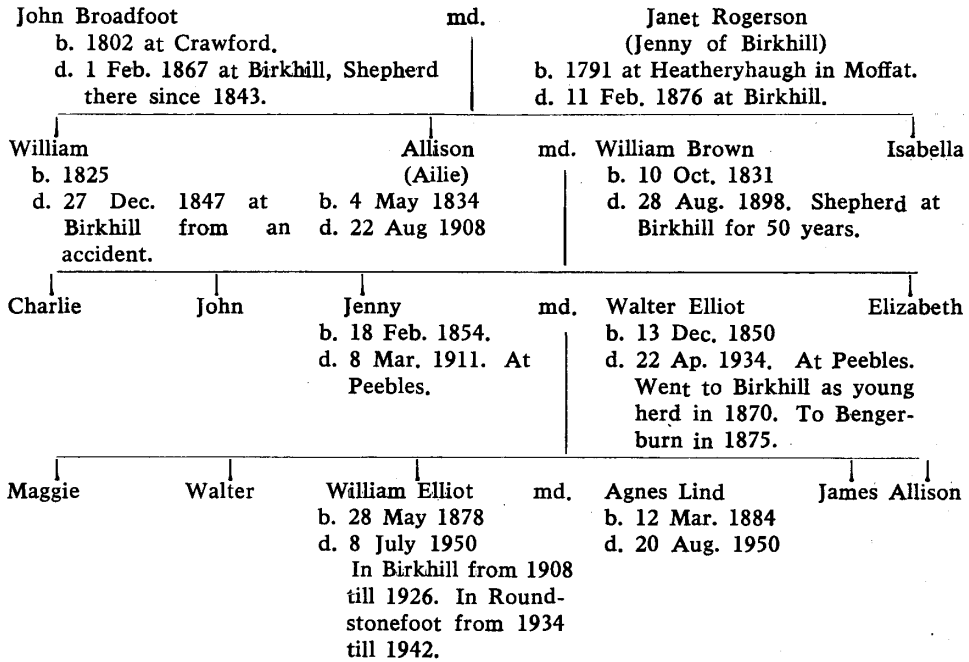 John Broadfoot md. Janet Rogerson
(Jenny of Birkhill)
b. 1802 at Crawford.
d. 1 Feb. 1867 at Birkhill, Shepherd
there since 1843.
b. 1791 at Heatheryhaugh in Moffat.
d. 11 Feb. 1876 at Birkhill.
William
b. 1825
d. 27 Dec. 1847 at
Birkhill from an
accident.
Allison
(Ailie)
b. 4 May 1834
d. 22 Aug 1908
md.
William Brown
b. 10 Oct. 1831
d. 28 Aug. 1898. Shepherd at
Birkhill for 50 years.
Isabella
Charlie
John
Jenny
b. 18 Feb. 1854.
d. 8 Mar. 1911. At
Peebles.
md.
Walter Elliot
b. 13 Dec. 1850
d. 22 Ap. 1934. At Peebles.
Went to Birkhill as young
herd in 1870. To Benger-
burn in 1875.
Elizabeth
Maggie
Walter
William Elliot
b. 28 May 1878
d. 8 July 1950
In Birkhill from 1908
till 1926. In Round-
stonefoot from 1934
till 1942.
md.
Agnes Lind
b. 12 Mar. 1884
d. 20 Aug. 1950
James Allison